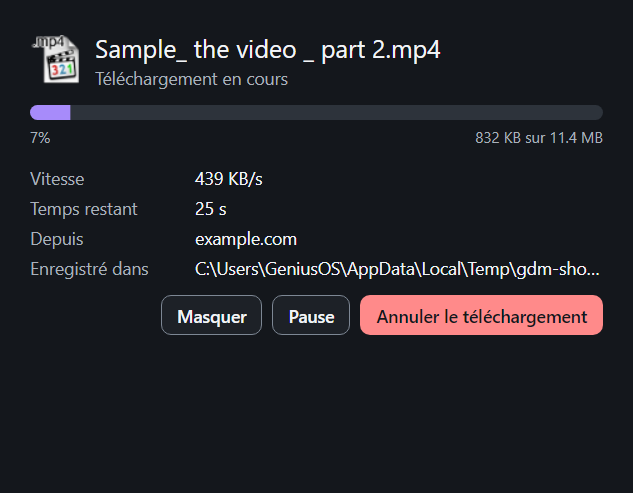 .mp4
321
Sample_ the video _ part 2.mp4
Téléchargement en cours
7%
832 KB sur 11.4 MB
Vitesse
439 KB/s
Temps restant
25 s
Depuis
example.com
Enregistré dans
C:\Users\GeniusOS\AppData\Local\Temp\gdm-sho...
Masquer
Pause
Annuler le téléchargement